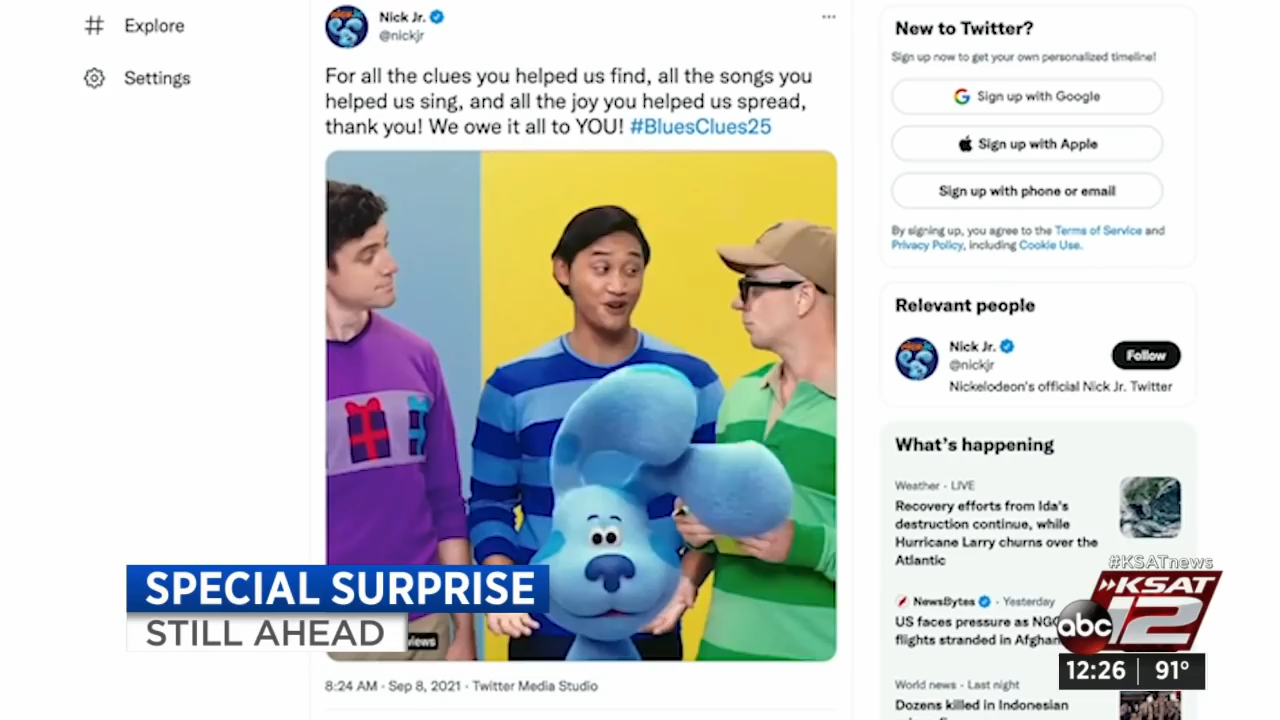 Explore
Settings
Nick Jr.
@nickjr
For all the clues you helped us find, all the songs you
helped us sing, and all the joy you helped us spread,
thank you! We owe it all to YOU! #BluesClues25
8:24 AM · Sep 8, 2021 · Twitter Media Studio
New to Twitter?
Sign up now to get your own personalized timeline!
Sign up with Google
Sign up with Apple
Sign up with phone or email
By signing up, you agree to the Terms of Service and
Privacy Policy, including Cookie Use.
Relevant people
Nick Jr.
@nickjr
Follow
Nickelodeon's official Nick Jr. Twitter
What's happening
Weather · LIVE
Recovery efforts from Ida's
destruction continue, while
Hurricane Larry churns over the
Atlantic
NewsBytes · Yesterday
US faces pressure as NGO
flights stranded in Afghan
World news · Last night
Dozens killed in Indonesian
SPECIAL SURPRISE
STILL AHEAD
#KSATnews
KSAT
abc 12
12:26 91°